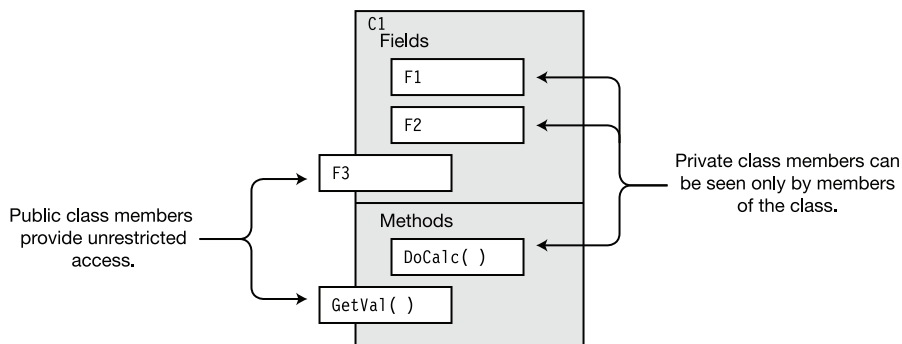 C1
Fields
F1
F2
F3
Methods
DoCalc( )
GetVal( )
Public class members
provide unrestricted
access.
Private class members can
be seen only by members
of the class.